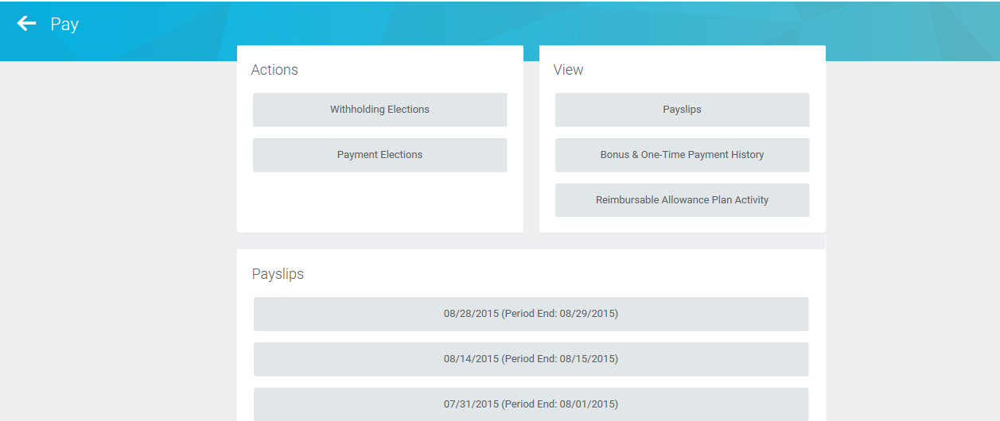 Pay
Actions
Withholding Elections
Payment Elections
View
Payslips
Bonus & One-Time Payment History
Reimbursable Allowance Plan Activity
Payslips
08/28/2015 (Period End: 08/29/2015)
08/14/2015 (Period End: 08/15/2015)
07/31/2015 (Period End: 08/01/2015)